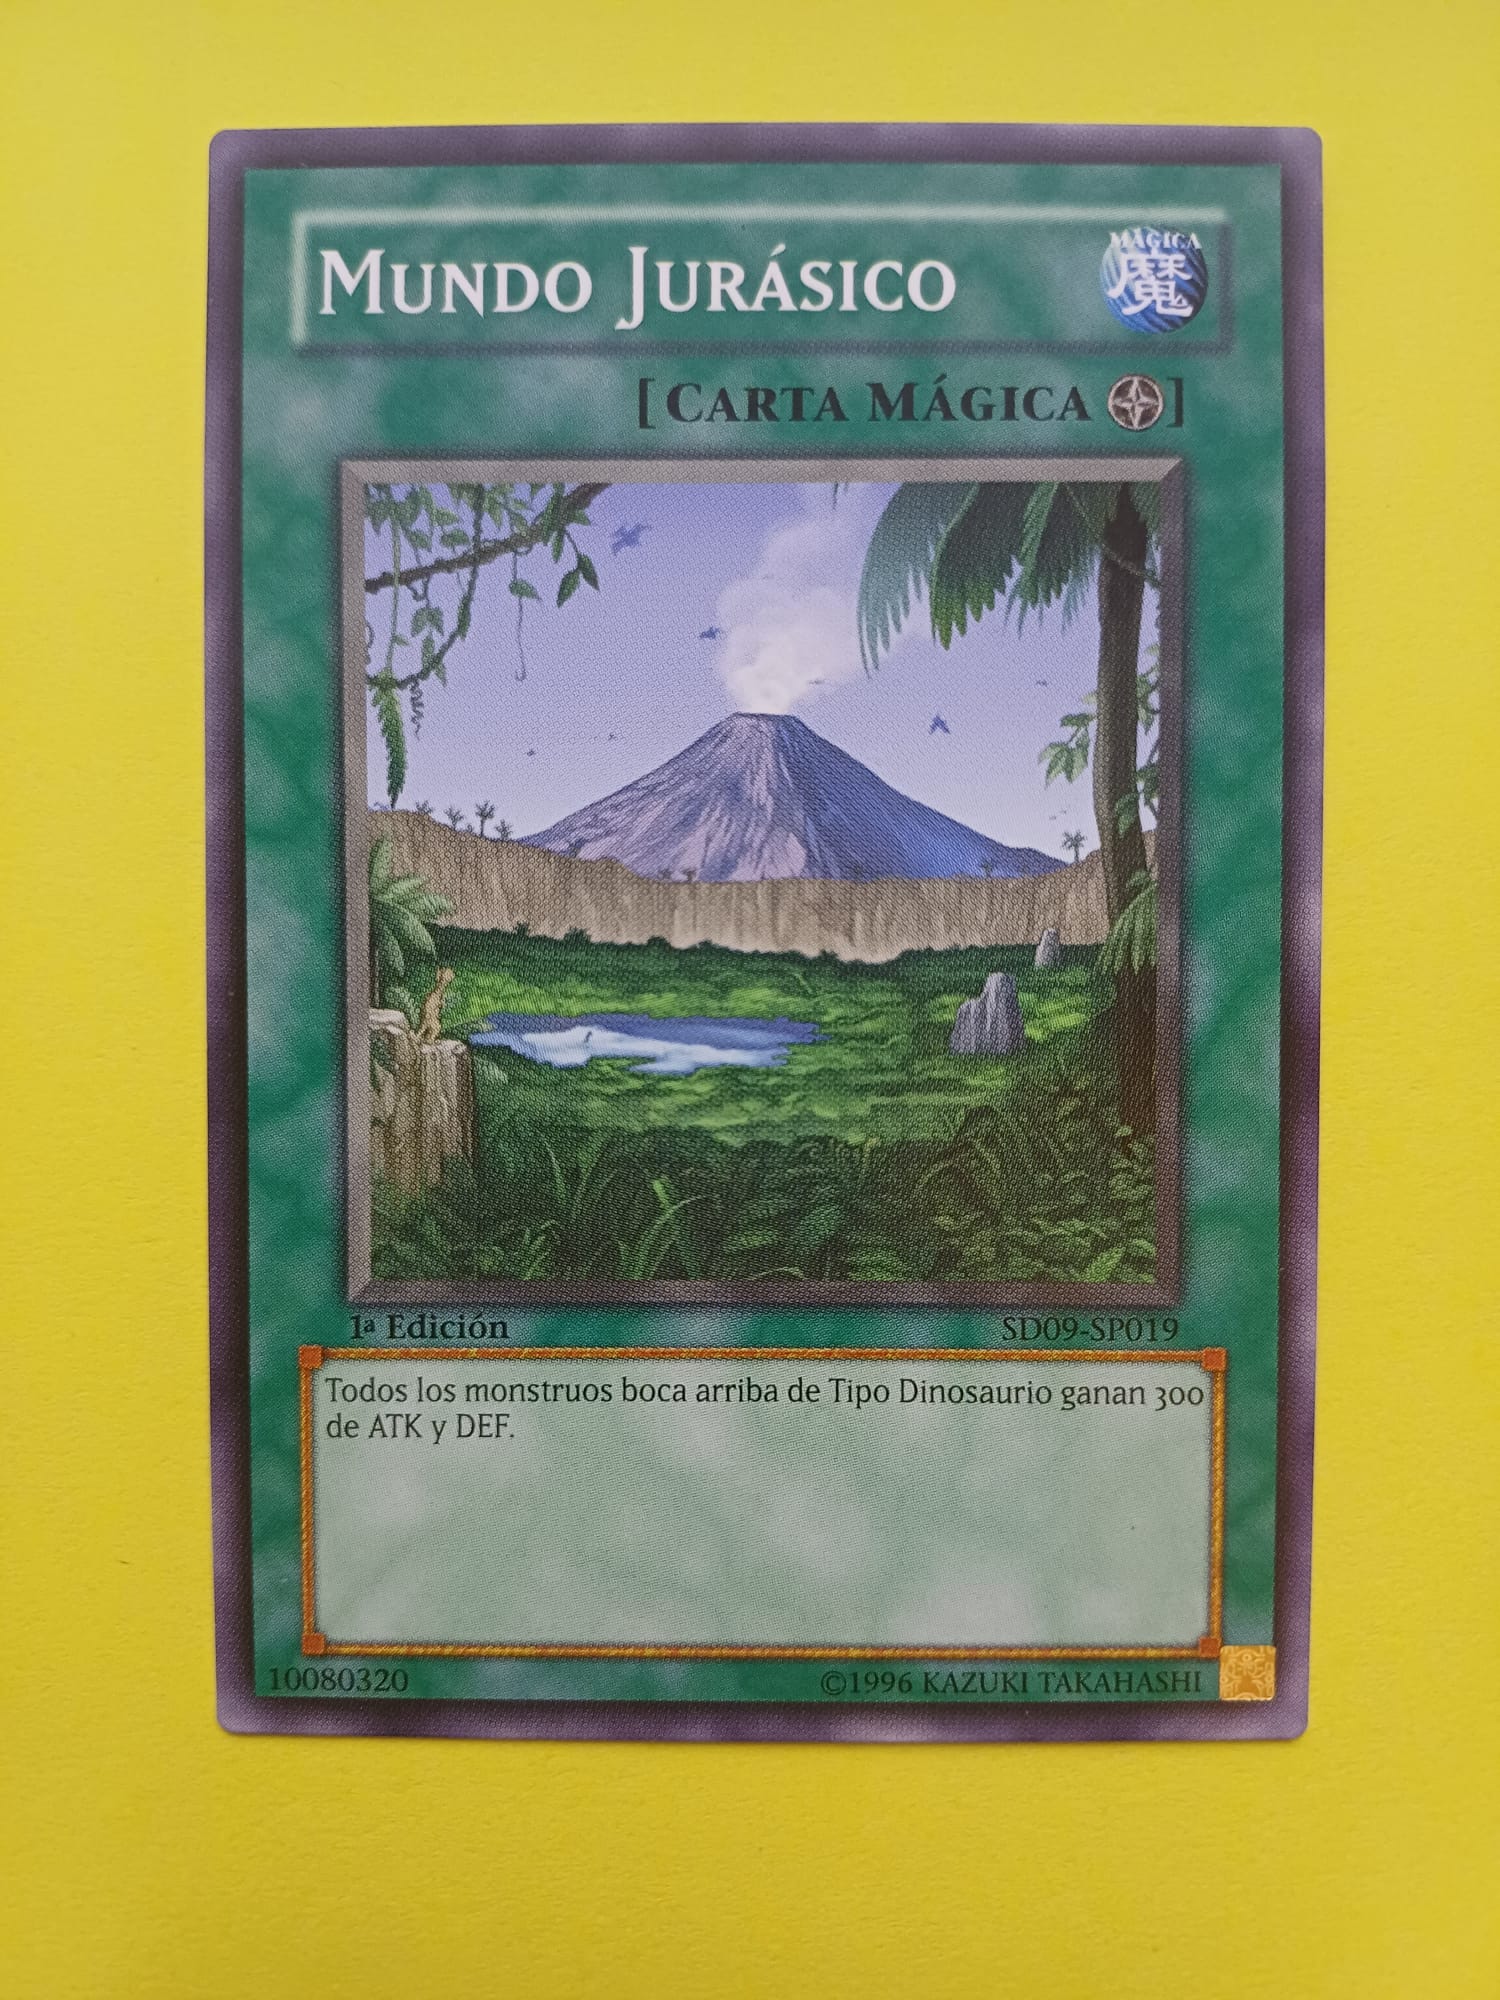 MUNDO JURÁSICO
MÁGICA
魔
[CARTA MÁGICA]
1ª Edición
SD09-SP019
Todos los monstruos boca arriba de Tipo Dinosaurio ganan 300
de ATK y DEF.
10080320
©1996 KAZUKI TAKAHASHI